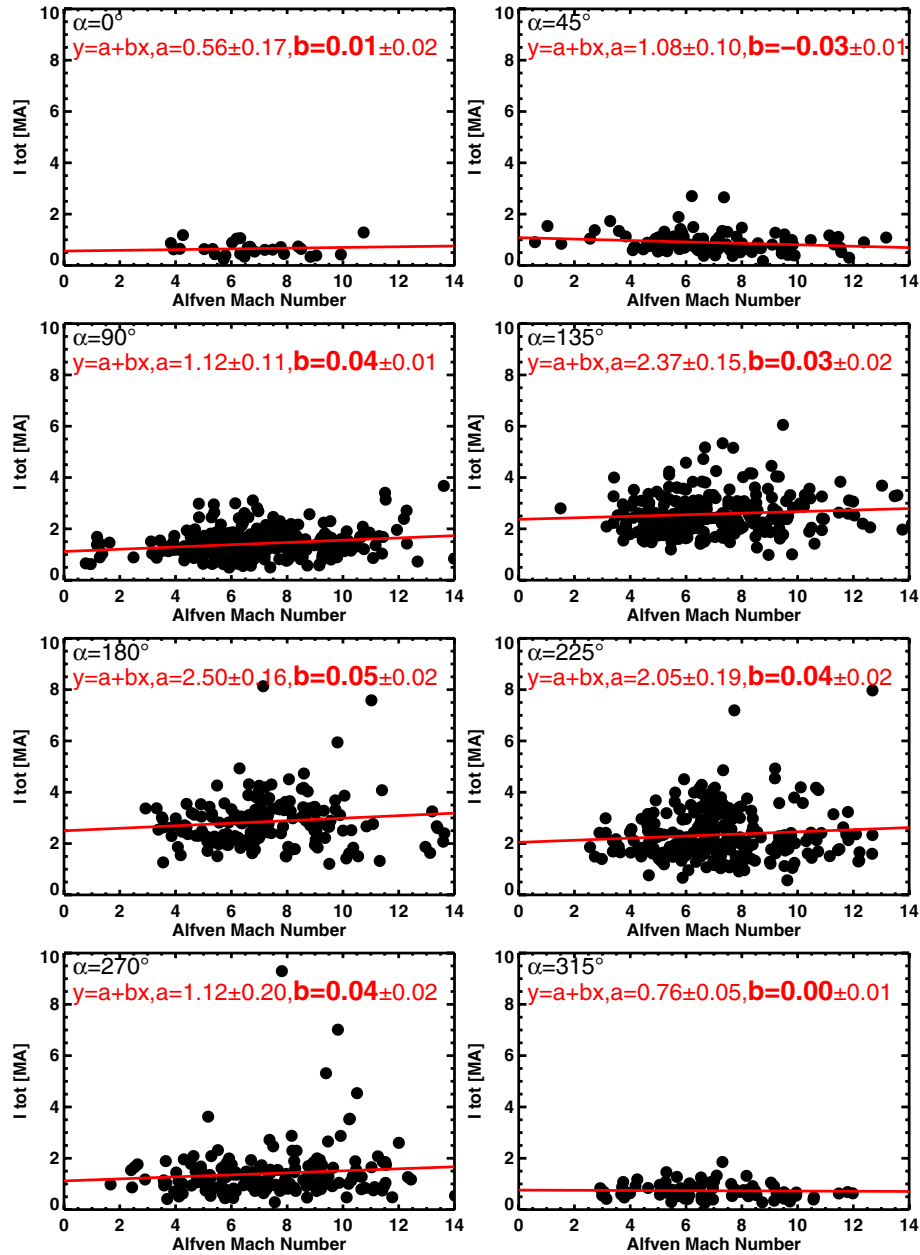 α=0°
y=a+bx,a=0.56±0.17,b=0.01±0.02
I tot [MA]
10
8
6
4
2
0
0 2 4 6 8 10 12 14
Alfven Mach Number
α=45°
y=a+bx,a=1.08±0.10,b=−0.03±0.01
I tot [MA]
10
8
6
4
2
0
0 2 4 6 8 10 12 14
Alfven Mach Number
α=90°
y=a+bx,a=1.12±0.11,b=0.04±0.01
I tot [MA]
10
8
6
4
2
0
0 2 4 6 8 10 12 14
Alfven Mach Number
α=135°
y=a+bx,a=2.37±0.15,b=0.03±0.02
I tot [MA]
10
8
6
4
2
0
0 2 4 6 8 10 12 14
Alfven Mach Number
α=180°
y=a+bx,a=2.50±0.16,b=0.05±0.02
I tot [MA]
10
8
6
4
2
0
0 2 4 6 8 10 12 14
Alfven Mach Number
α=225°
y=a+bx,a=2.05±0.19,b=0.04±0.02
I tot [MA]
10
8
6
4
2
0
0 2 4 6 8 10 12 14
Alfven Mach Number
α=270°
y=a+bx,a=1.12±0.20,b=0.04±0.02
I tot [MA]
10
8
6
4
2
0
0 2 4 6 8 10 12 14
Alfven Mach Number
α=315°
y=a+bx,a=0.76±0.05,b=0.00±0.01
I tot [MA]
10
8
6
4
2
0
0 2 4 6 8 10 12 14
Alfven Mach Number